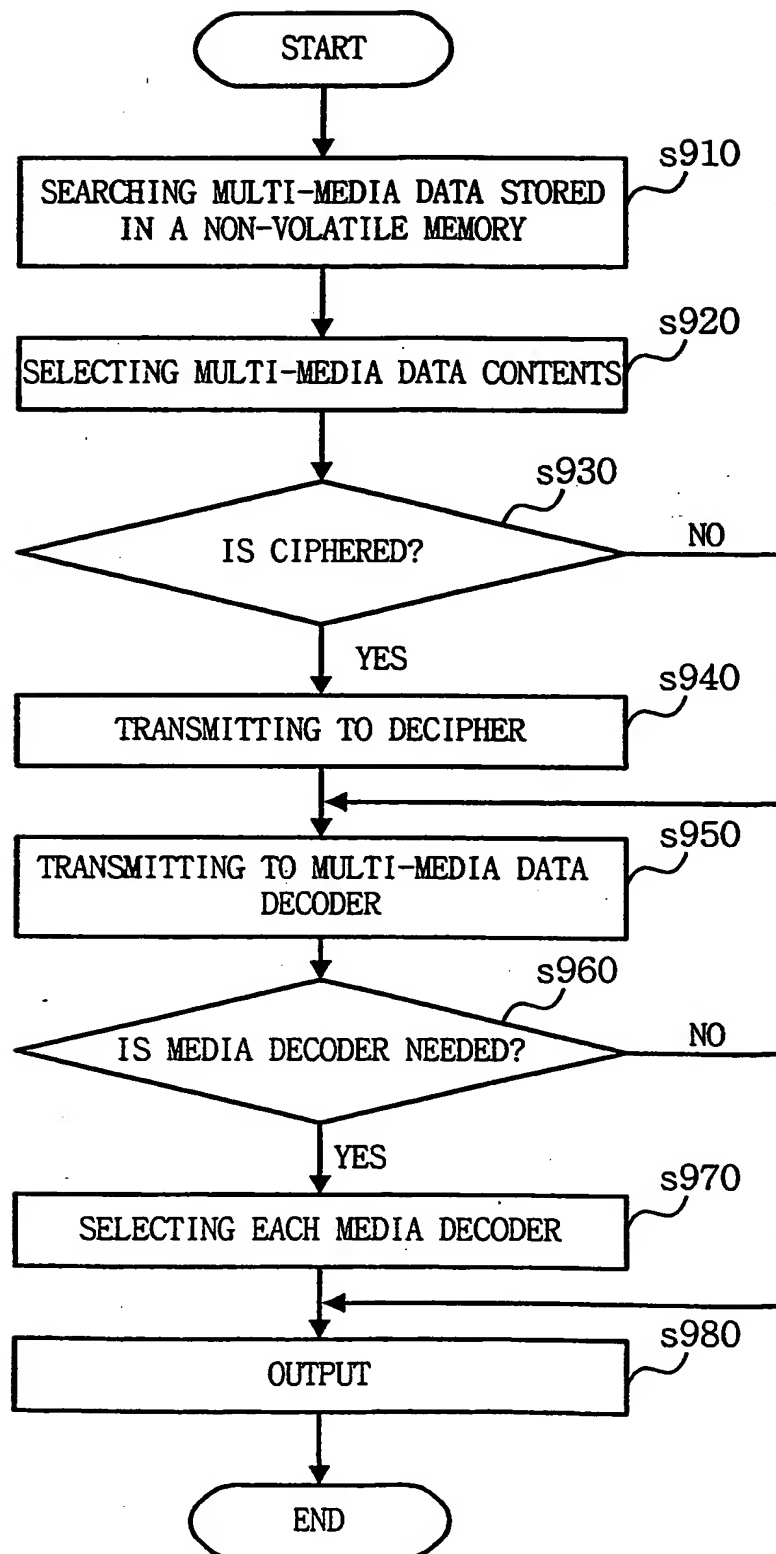 START
s910
SEARCHING MULTI-MEDIA DATA STORED
IN A NON-VOLATILE MEMORY
s920
SELECTING MULTI-MEDIA DATA CONTENTS
s930
IS CIPHERED?
NO
YES
s940
TRANSMITTING TO DECIPHER
s950
TRANSMITTING TO MULTI-MEDIA DATA
DECODER
s960
IS MEDIA DECODER NEEDED?
NO
YES
s970
SELECTING EACH MEDIA DECODER
s980
OUTPUT
END